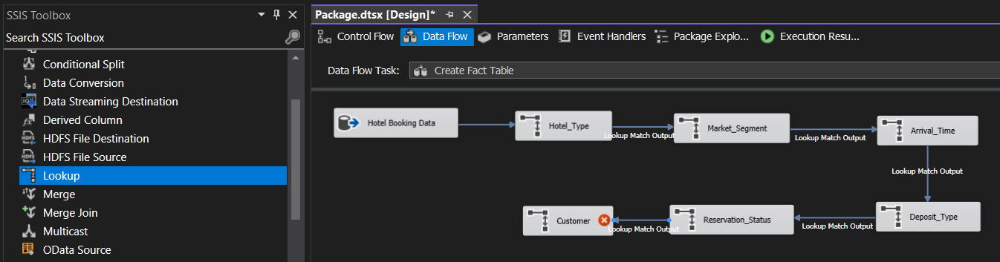 SSIS Toolbox
Search SSIS Toolbox
Conditional Split
Data Conversion
Data Streaming Destination
Derived Column
HDFS File Destination
HDFS File Source
Lookup
Merge
Merge Join
Multicast
OData Source
Package.dtsx [Design]*
Control Flow
Data Flow
Parameters
Event Handlers
Package Explo...
Execution Resu...
Data Flow Task:
Create Fact Table
Hotel Booking Data
Hotel_Type
Lookup Match Output
Market_Segment
Lookup Match Output
Arrival_Time
Lookup Match Output
Deposit_Type
Lookup Match Output
Reservation_Status
Lookup Match Output
Customer